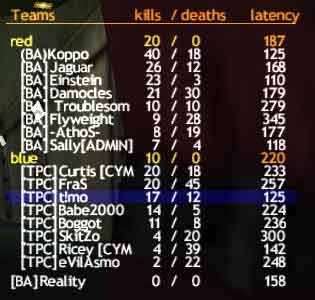 Teams kills / deaths latency
red 20 / 0 187
(BA)Koppo 40 / 18 125
(BA] Jaguar 26 / 12 168
(BA] Einstein 23 / 3 110
(BA] Damocles 21 / 30 179
(BA] Troublesom 10 / 10 279
(BA] Flyweight 9 / 28 345
(BA] -AthoS- 8 / 19 177
(BA] Sally[ADMIN] 7 / 4 118
blue 10 / 0 220
[TPC]Curtis [CYM 20 / 18 233
[TPC]FraS 20 / 45 257
[TPC] t!mo 17 / 12 125
[TPC]Babe2000 14 / 5 224
[TPC]Boggot 11 / 8 236
[TPC]SkitZo 4 / 20 300
[TPC]Ricey [CYM 4 / 39 142
[TPC]eVilAsmo 2 / 22 248
[BA]Reality 0 / 0 158